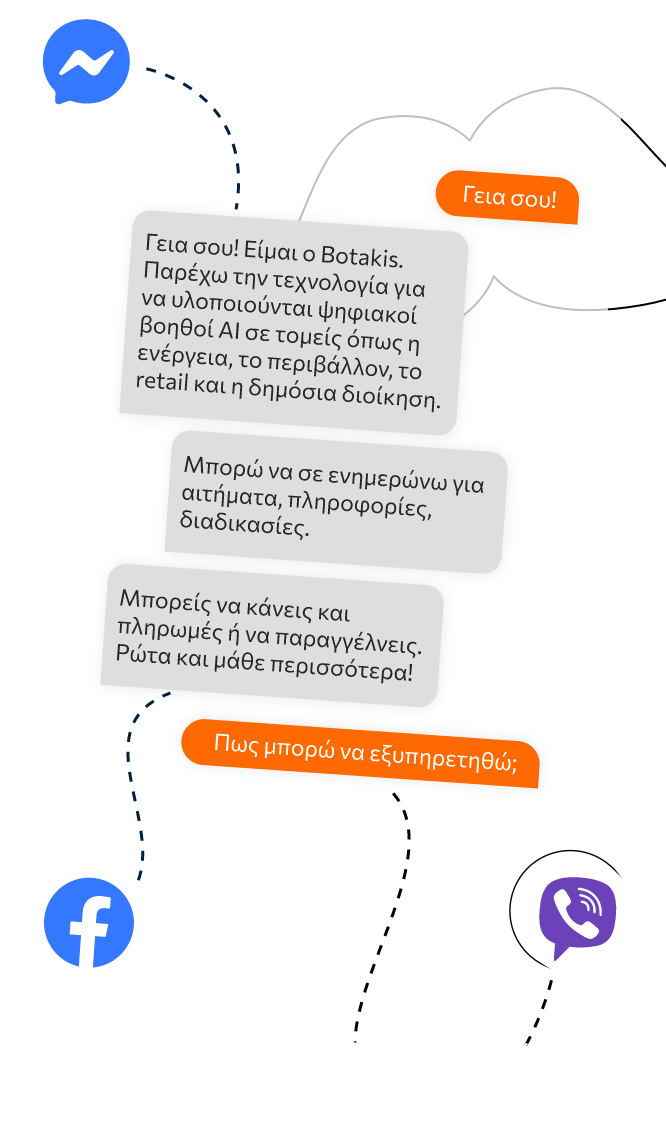 Γεια σου!
Γεια σου! Είμαι ο Botakis.
Παρέχω την τεχνολογία για
να υλοποιούνται ψηφιακοί
βοηθοί AI σε τομείς όπως η
ενέργεια, το περιβάλλον, το
retail και η δημόσια διοίκηση.
Μπορώ να σε ενημερώνω για
αιτήματα, πληροφορίες,
διαδικασίες.
Μπορείς να κάνεις και
πληρωμές ή να παραγγέλνεις.
Ρώτα και μάθε περισσότερα!
Πως μπορώ να εξυπηρετηθώ;